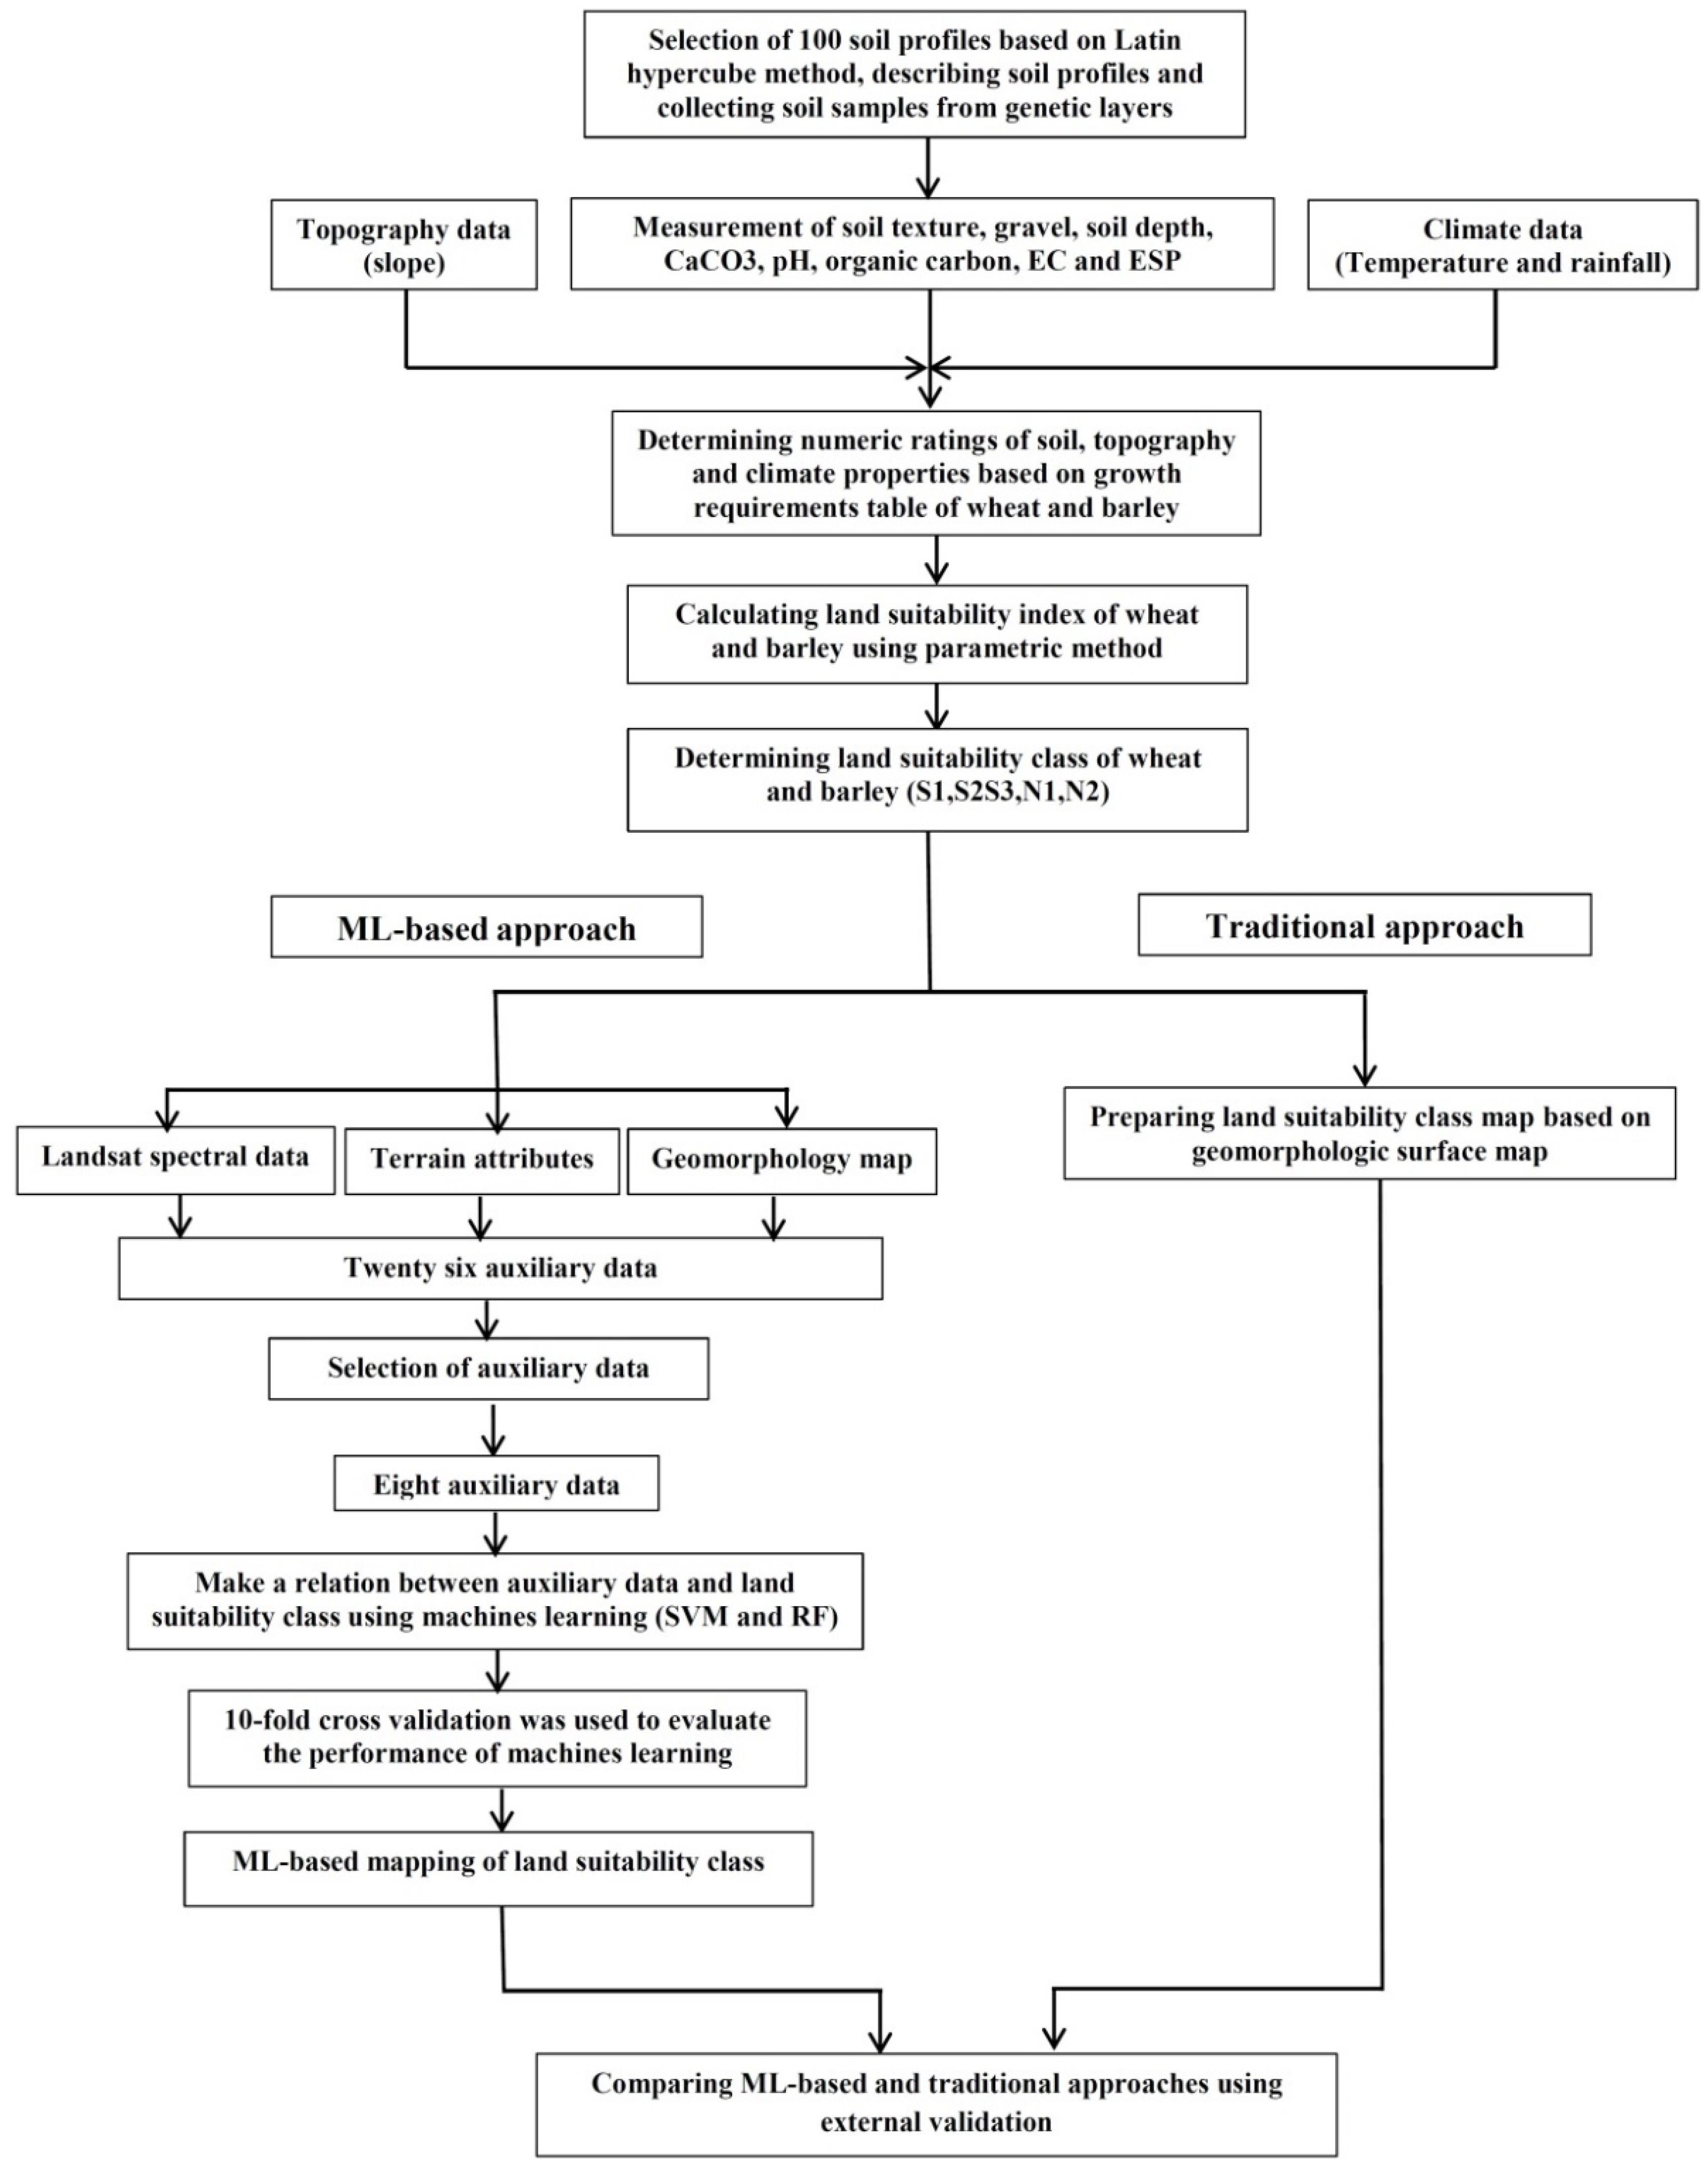 Selection of 100 soil profiles based on Latin
hypercube method, describing soil profiles and
collecting soil samples from genetic layers
Topography data
(slope)
Measurement of soil texture, gravel, soil depth,
CaCO3, pH, organic carbon, EC and ESP
Climate data
(Temperature and rainfall)
Determining numeric ratings of soil, topography
and climate properties based on growth
requirements table of wheat and barley
Calculating land suitability index of wheat
and barley using parametric method
Determining land suitability class of wheat
and barley (S1,S2S3,N1,N2)
ML-based approach
Traditional approach
Landsat spectral data
Terrain attributes
Geomorphology map
Preparing land suitability class map based on
geomorphologic surface map
Twenty six auxiliary data
Selection of auxiliary data
Eight auxiliary data
Make a relation between auxiliary data and land
suitability class using machines learning (SVM and RF)
10-fold cross validation was used to evaluate
the performance of machines learning
ML-based mapping of land suitability class
Comparing ML-based and traditional approaches using
external validation